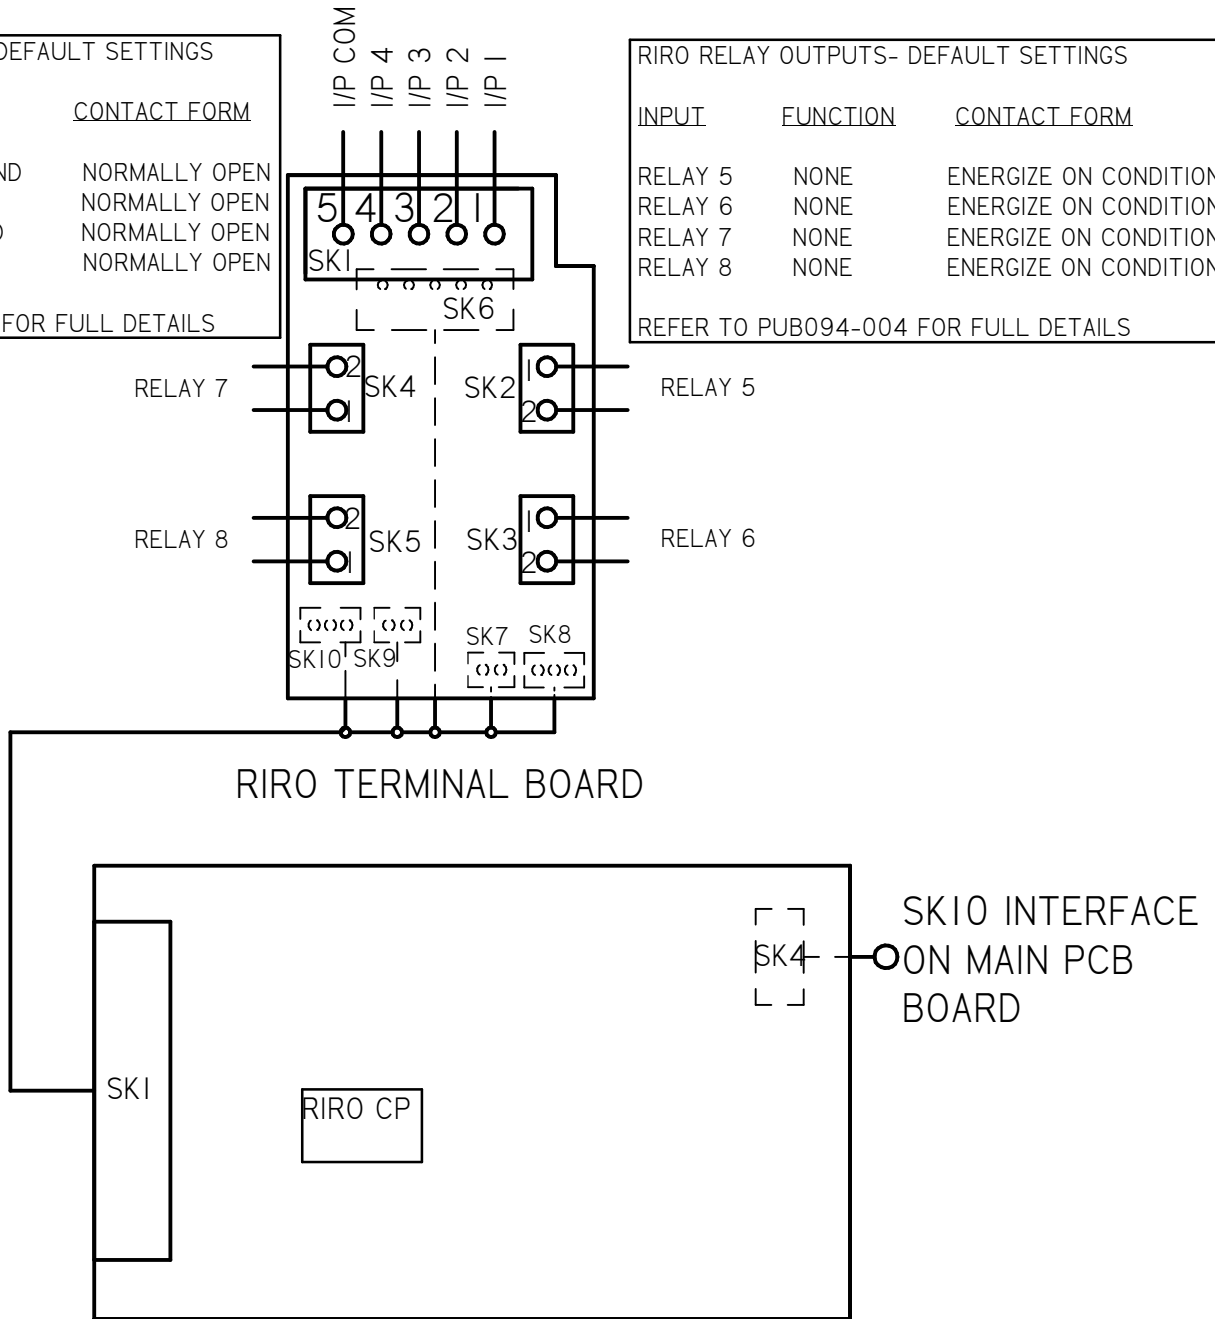 DEFAULT SETTINGS
CONTACT FORM
NORMALLY OPEN
NORMALLY OPEN
NORMALLY OPEN
NORMALLY OPEN
FOR FULL DETAILS
I/P COM
I/P 4
I/P 3
I/P 2
I/P 1
RIRO RELAY OUTPUTS- DEFAULT SETTINGS
INPUT FUNCTION CONTACT FORM
RELAY 5 NONE ENERGIZE ON CONDITION
RELAY 6 NONE ENERGIZE ON CONDITION
RELAY 7 NONE ENERGIZE ON CONDITION
RELAY 8 NONE ENERGIZE ON CONDITION
REFER TO PUB094-004 FOR FULL DETAILS
5 4 3 2 1
SK1
SK6
RELAY 7
2
1
SK4
SK2
1
2
RELAY 5
RELAY 8
2
1
SK5
SK3
1
2
RELAY 6
SK10
SK9
SK7
SK8
RIRO TERMINAL BOARD
SK1
RIRO CP
SK4
SK10 INTERFACE
ON MAIN PCB
BOARD